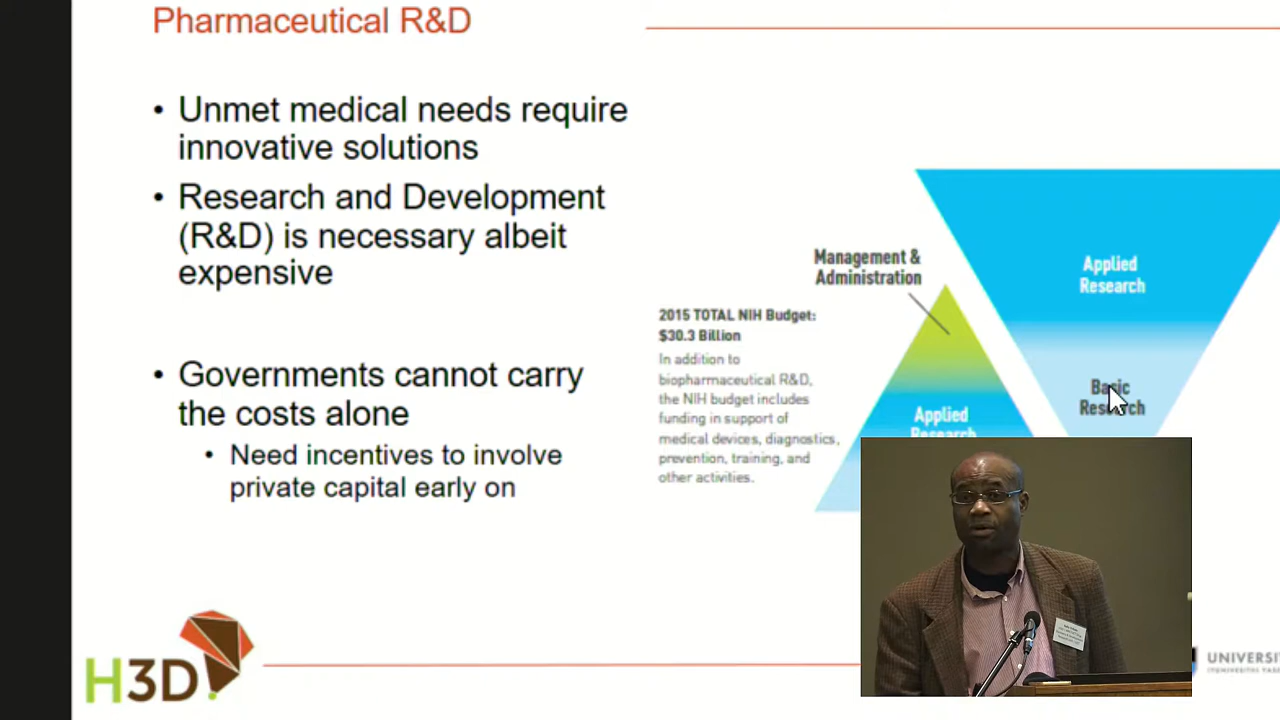 Pharmaceutical R&D
• Unmet medical needs require
innovative solutions
• Research and Development
(R&D) is necessary albeit
expensive
• Governments cannot carry
the costs alone
• Need incentives to involve
private capital early on
Management &
Administration
2015 TOTAL NIH Budget:
$30.3 Billion
In addition to
biopharmaceutical R&D,
the NIH budget includes
funding in support of
medical devices, diagnostics,
prevention, training, and
other activities.
Applied
Research
Applied
Research
Basic
Research
H3D
UNIVERSI